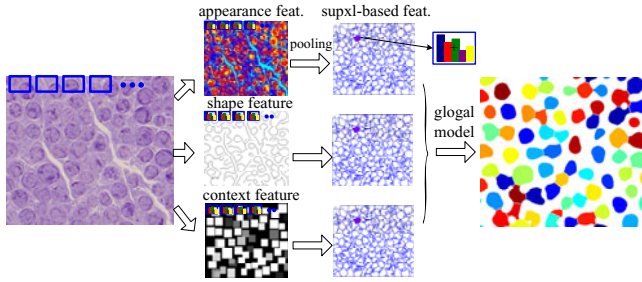 appearance feat.
supxl-based feat.
pooling
shape feature
glogal
model
context feature